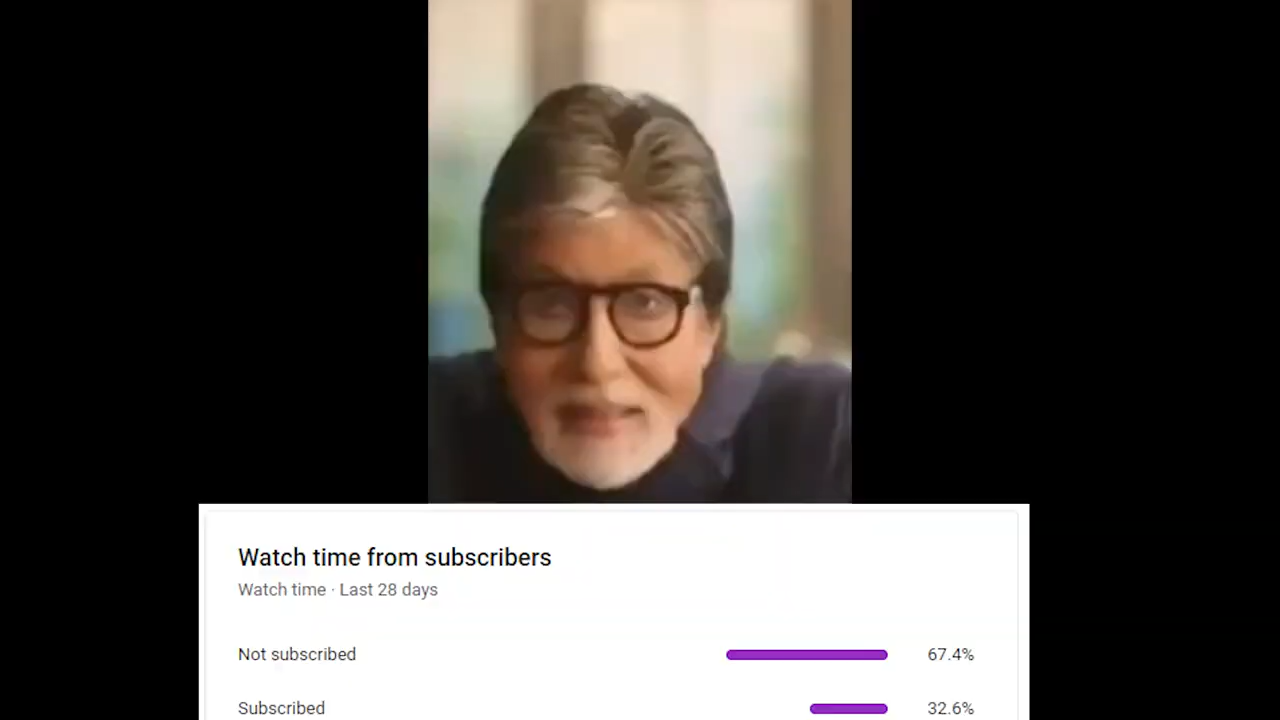 Watch time from subscribers
Watch time · Last 28 days
Not subscribed 67.4%
Subscribed 32.6%